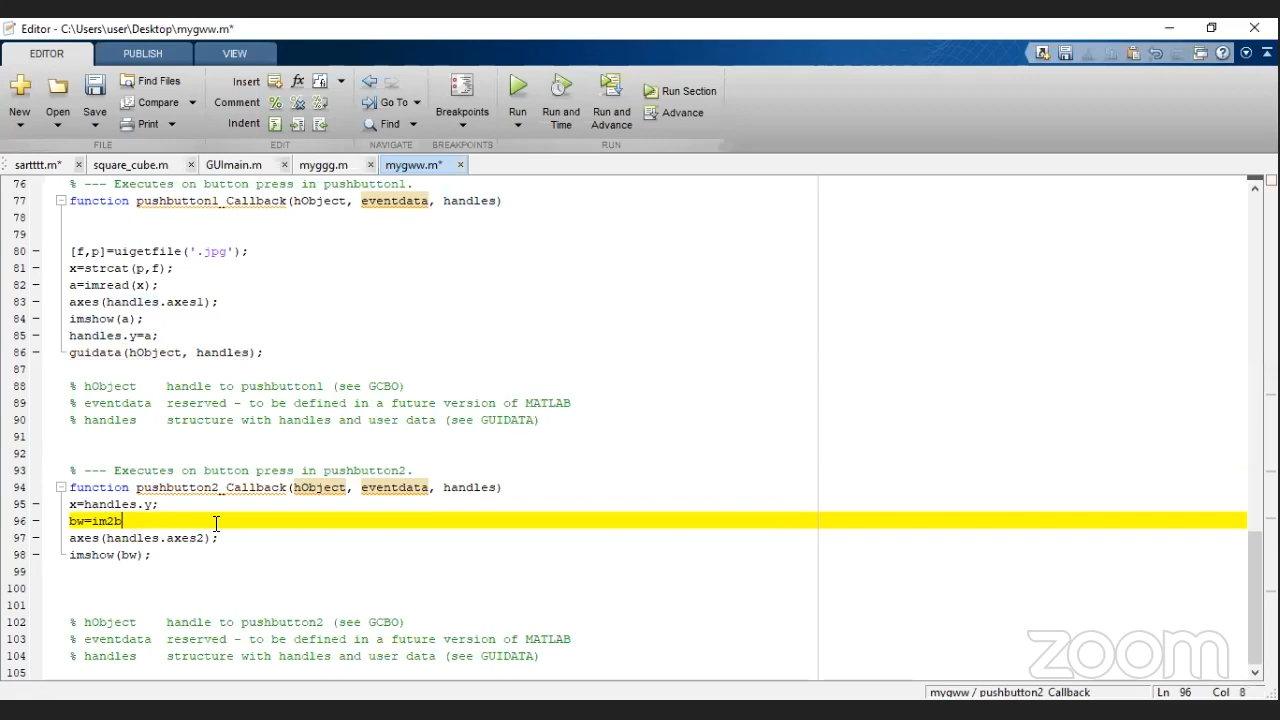 Editor - C:\Users\user\Desktop\mygww.m*
EDITOR PUBLISH VIEW
New Open Save Find Files Compare Print Insert Comment Indent Go To Find Breakpoints Run Run and Time Run and Advance Run Section Advance
FILE EDIT NAVIGATE BREAKPOINTS RUN
sartttt.m* square_cube.m GUImain.m myggg.m mygww.m*
76 % --- Executes on button press in pushbutton1.
77 function pushbutton1_Callback(hObject, eventdata, handles)
78
79
80 [f,p]=uigetfile('.jpg');
81 x=strcat(p,f);
82 a=imread(x);
83 axes(handles.axes1);
84 imshow(a);
85 handles.y=a;
86 guidata(hObject, handles);
87
88 % hObject    handle to pushbutton1 (see GCBO)
89 % eventdata  reserved - to be defined in a future version of MATLAB
90 % handles    structure with handles and user data (see GUIDATA)
91
92
93 % --- Executes on button press in pushbutton2.
94 function pushbutton2_Callback(hObject, eventdata, handles)
95 x=handles.y;
96 bw=im2b
97 axes(handles.axes2);
98 imshow(bw);
99
100
101
102 % hObject    handle to pushbutton2 (see GCBO)
103 % eventdata  reserved - to be defined in a future version of MATLAB
104 % handles    structure with handles and user data (see GUIDATA)
105
zoom
mygww / pushbutton2_Callback Ln 96 Col 8